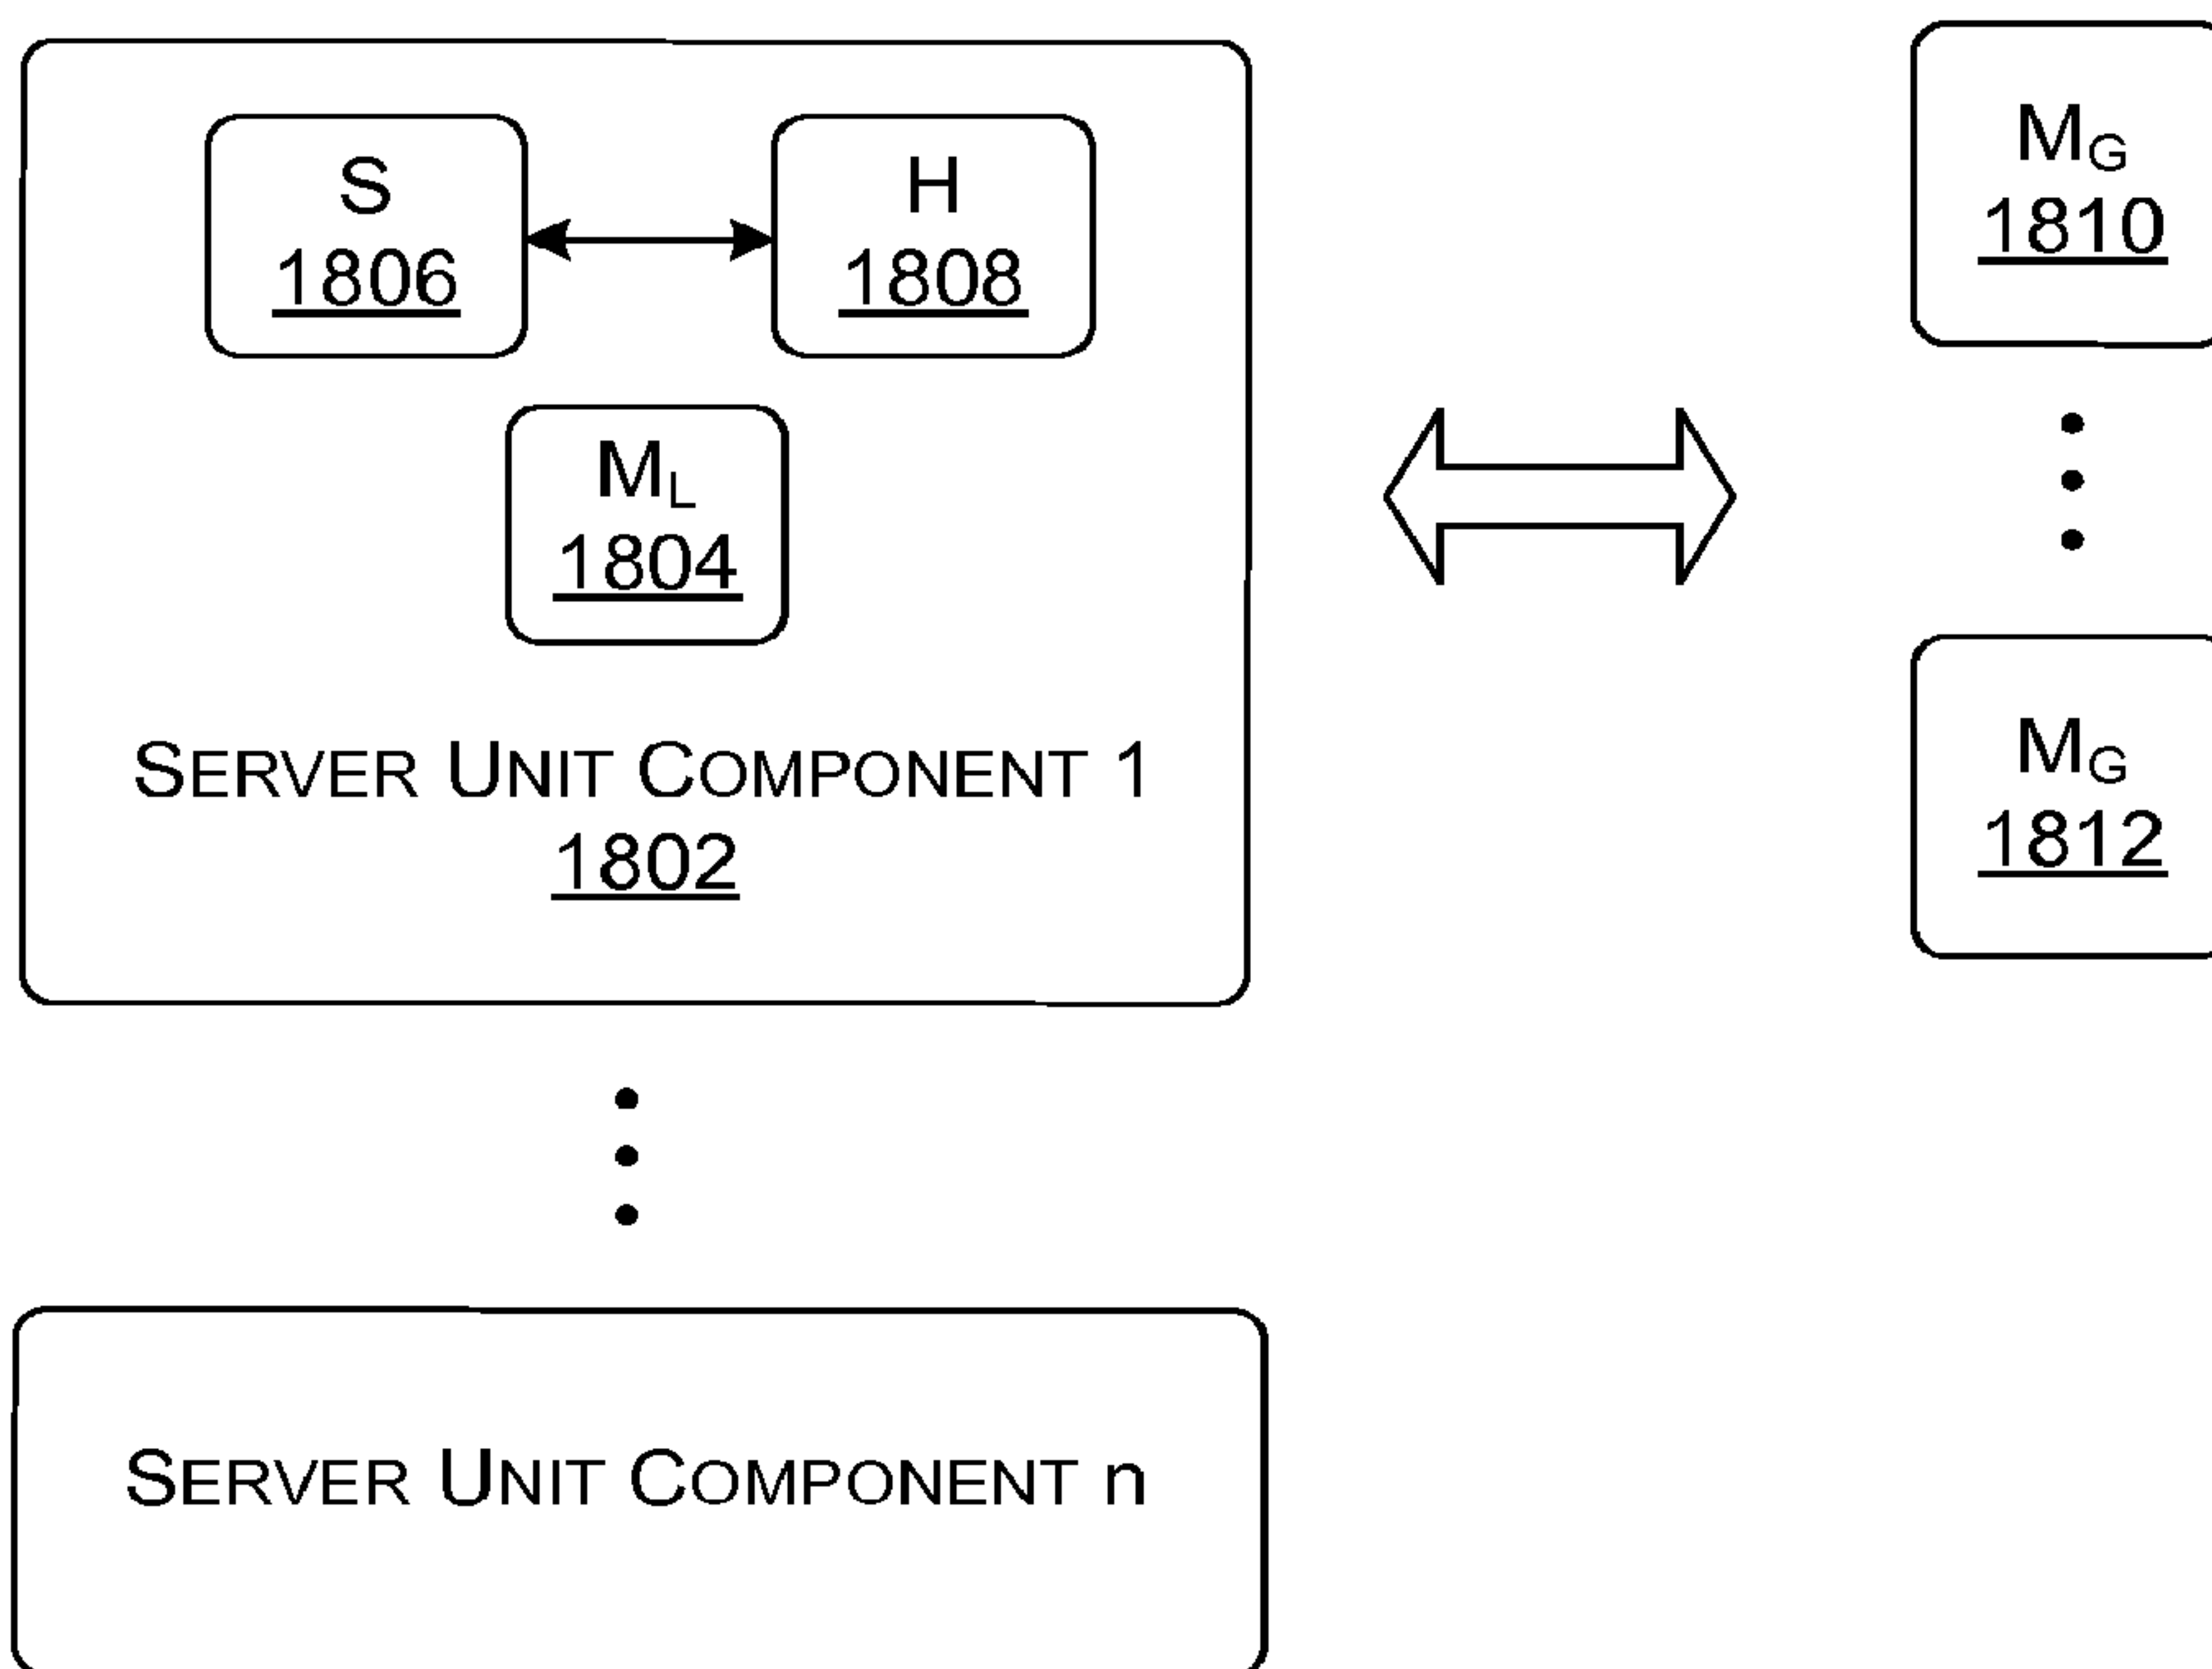 S
1806
H
1808
ML
1804
SERVER UNIT COMPONENT 1
1802
MG
1810
MG
1812
SERVER UNIT COMPONENT n